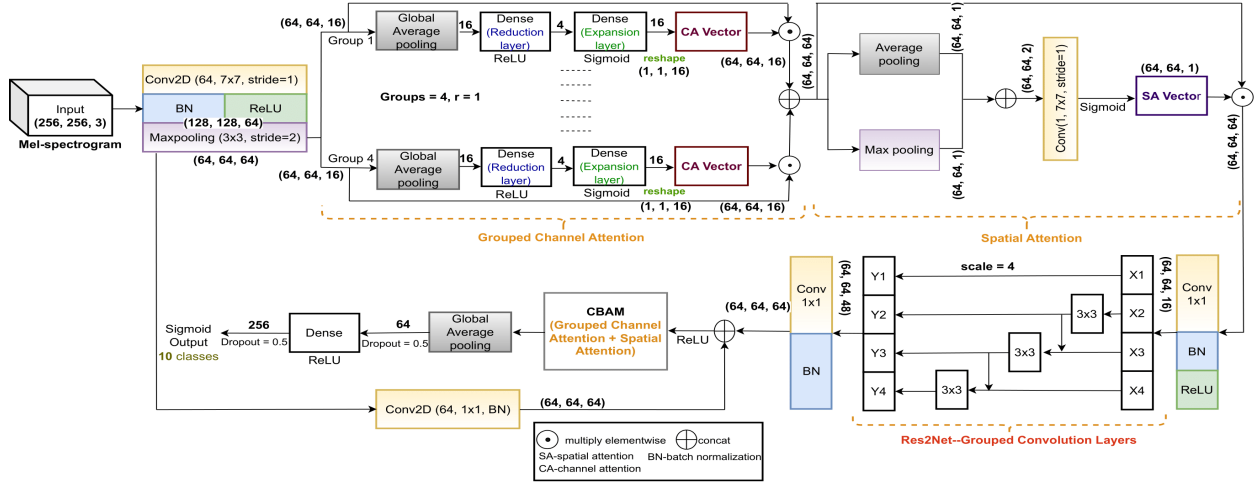 Input
(256, 256, 3)
Mel-spectrogram
Conv2D (64, 7x7, stride=1)
BN
ReLU
(128, 128, 64)
Maxpooling (3x3, stride=2)
(64, 64, 64)
(64, 64, 16)
Group 1
Global
Average
pooling
16
Dense
(Reduction
layer)
ReLU
4
Dense
(Expansion
layer)
Sigmoid
16
reshape
(1, 1, 16)
CA Vector
(64, 64, 16)
Groups = 4, r = 1
Group 4
(64, 64, 16)
Global
Average
pooling
16
Dense
(Reduction
layer)
ReLU
4
Dense
(Expansion
layer)
Sigmoid
16
reshape
(1, 1, 16)
CA Vector
(64, 64, 16)
Grouped Channel Attention
(64, 64, 64)
Average
pooling
(64, 64, 1)
Max pooling
(64, 64, 1)
(64, 64, 2)
Conv(1, 7x7, stride=1)
Sigmoid
(64, 64, 1)
SA Vector
(64, 64, 64)
Spatial Attention
Conv
1x1
BN
ReLU
(64, 64, 16)
X1
X2
X3
X4
scale = 4
3x3
3x3
3x3
Y1
Y2
Y3
Y4
Res2Net--Grouped Convolution Layers
(64, 64, 48)
Conv
1x1
BN
(64, 64, 64)
ReLU
CBAM
(Grouped Channel
Attention + Spatial
Attention)
Global
Average
pooling
64
Dropout = 0.5
Dense
ReLU
256
Dropout = 0.5
Sigmoid
Output
10 classes
Conv2D (64, 1x1, BN)
(64, 64, 64)
multiply elementwise
concat
SA-spatial attention
BN-batch normalization
CA-channel attention